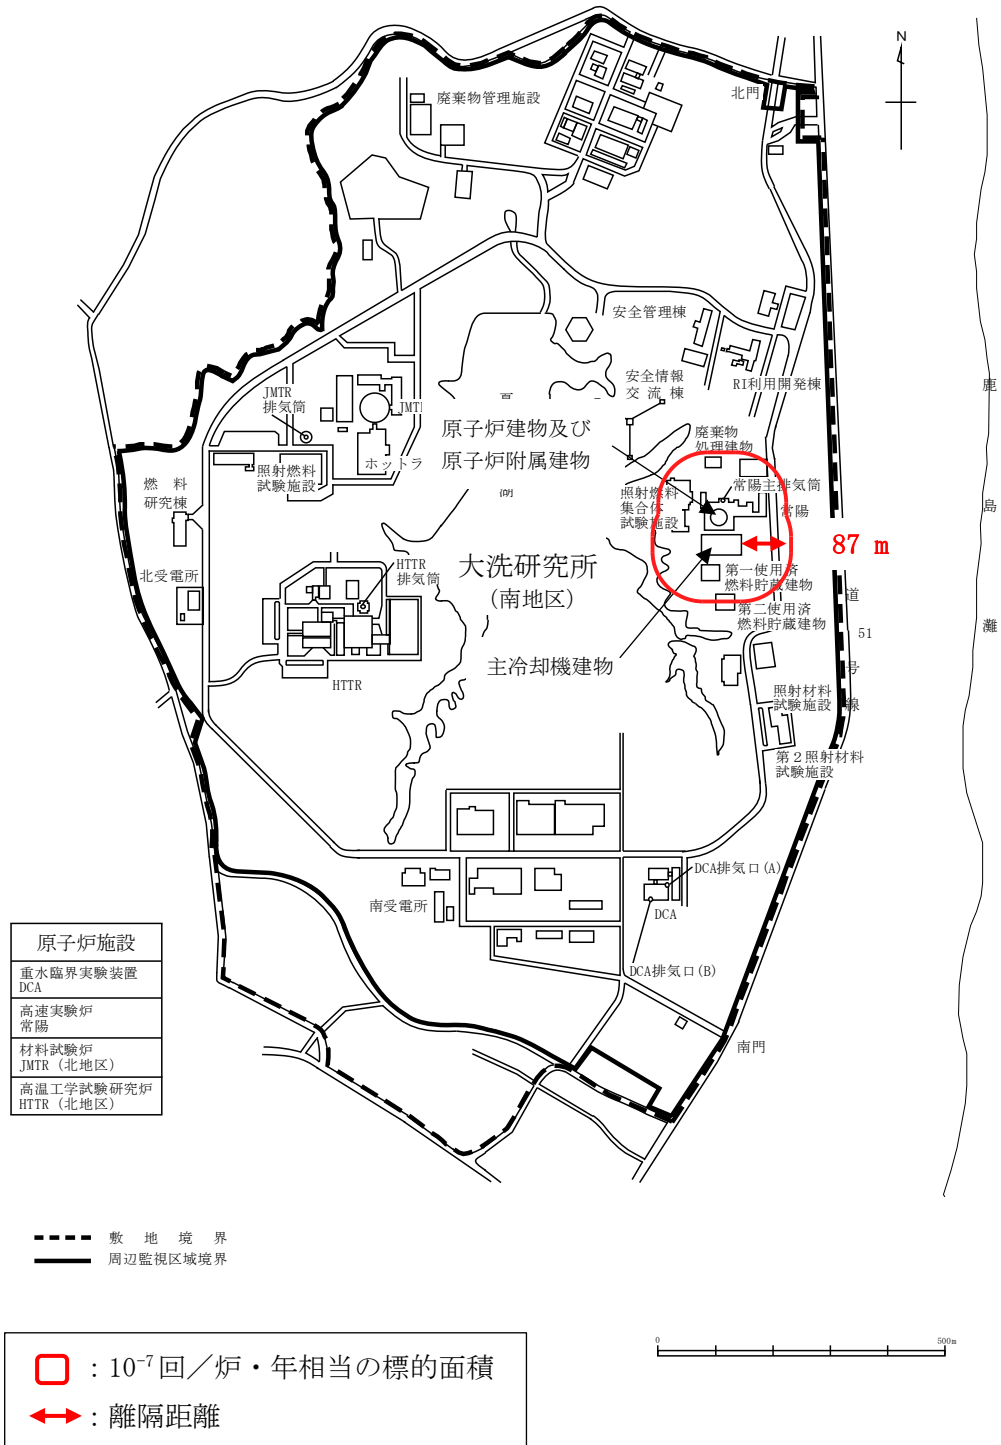 N
北門
廃棄物管理施設
安全管理棟
RI利用開発棟
安全情報
交流棟
鹿
JMTR
排気筒
原子炉建物及び
原子炉附属建物
廃棄物
処理建物
ホットラ
照射燃料
試験施設
燃料
研究棟
湖
照射燃料
集合体
試験施設
常陽主排気筒
常陽
島
87 m
HTTR
排気筒
大洗研究所
(南地区)
北受電所
第一使用済
燃料貯蔵建物
第二使用済
燃料貯蔵建物
道
51
灘
主冷却機建物
HTTR
号
照射材料
試験施設
線
第２照射材料
試験施設
DCA排気口(A)
南受電所
DCA
DCA排気口(B)
南門
原子炉施設
重水臨界実験装置
DCA
高速実験炉
常陽
材料試験炉
JMTR (北地区)
高温工学試験研究炉
HTTR (北地区)
敷地境界
周辺監視区域境界
0 500m
：10⁻⁷回／炉・年相当の標的面積
：離隔距離